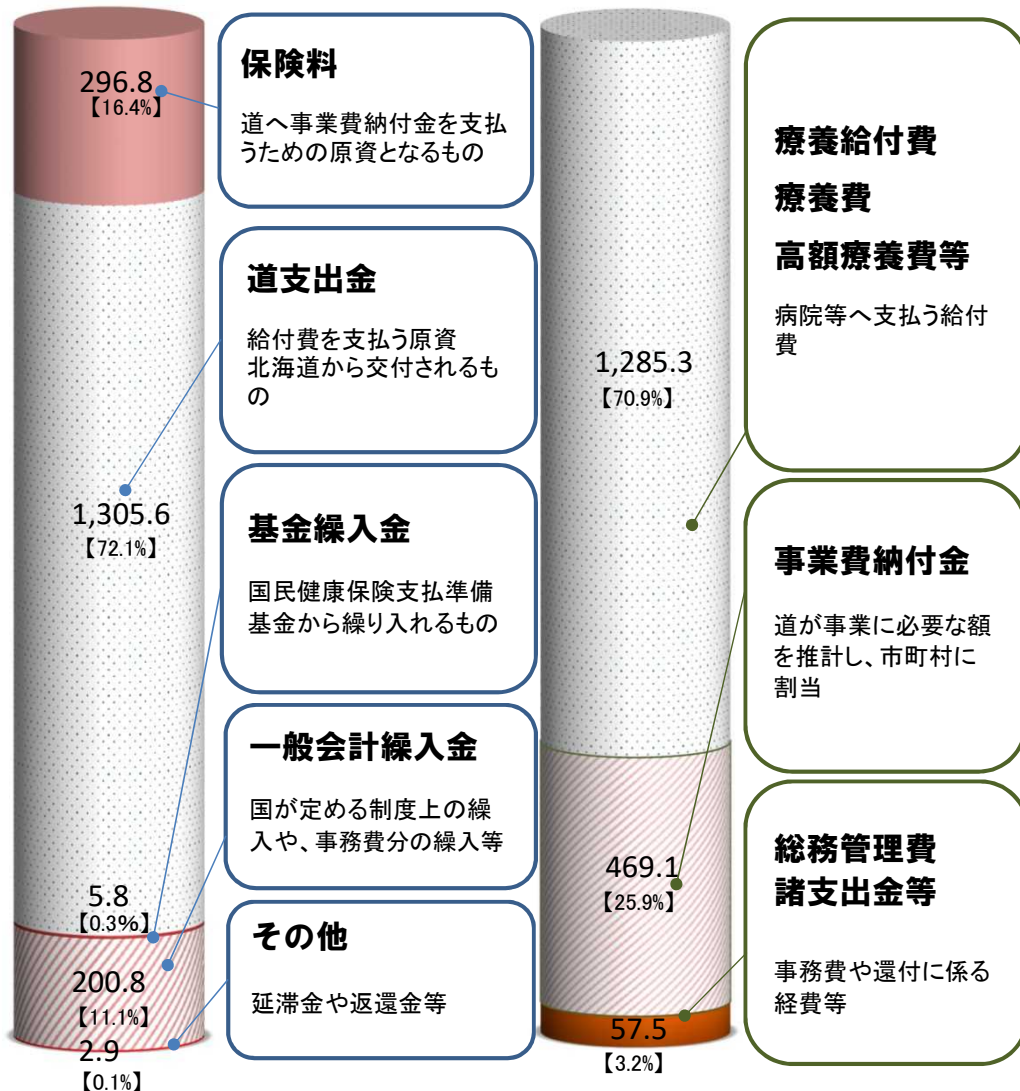 296.8
【16.4%】
保険料
道へ事業費納付金を支払
うための原資となるもの
道支出金
給付費を支払う原資
北海道から交付されるも
の
1,305.6
【72.1%】
基金繰入金
国民健康保険支払準備
基金から繰り入れるもの
5.8
【0.3%】
一般会計繰入金
国が定める制度上の繰
入や、事務費分の繰入等
200.8
【11.1%】
その他
延滞金や返還金等
2.9
【0.1%】
療養給付費
療養費
高額療養費等
病院等へ支払う給付
費
1,285.3
【70.9%】
事業費納付金
道が事業に必要な額
を推計し、市町村に
割当
469.1
【25.9%】
総務管理費
諸支出金等
事務費や還付に係る
経費等
57.5
【3.2%】